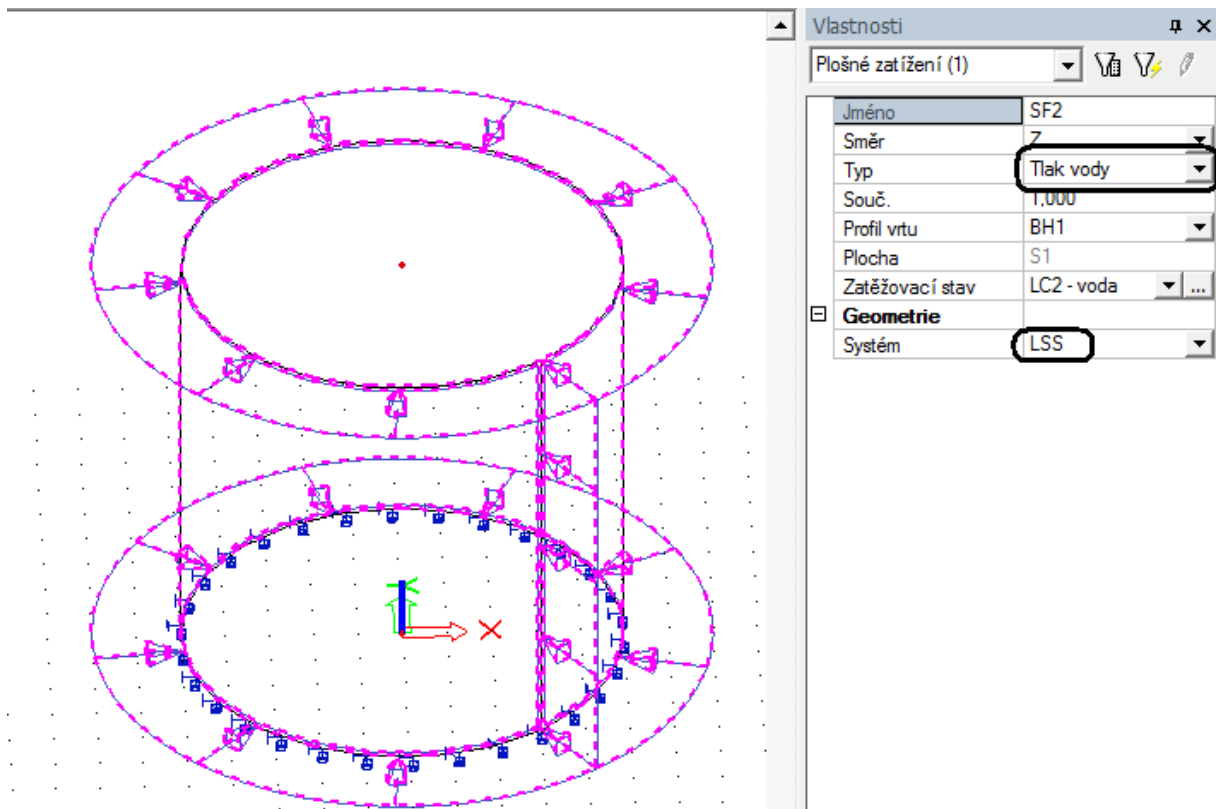 Vlastnosti
Plošné zatížení (1)
Jméno SF2
Směr Z
Typ Tlak vody
Souč. 1,000
Profil vrtu BH1
Plocha S1
Zatěžovací stav LC2 - voda ...
Geometrie
Systém LSS
Y
X